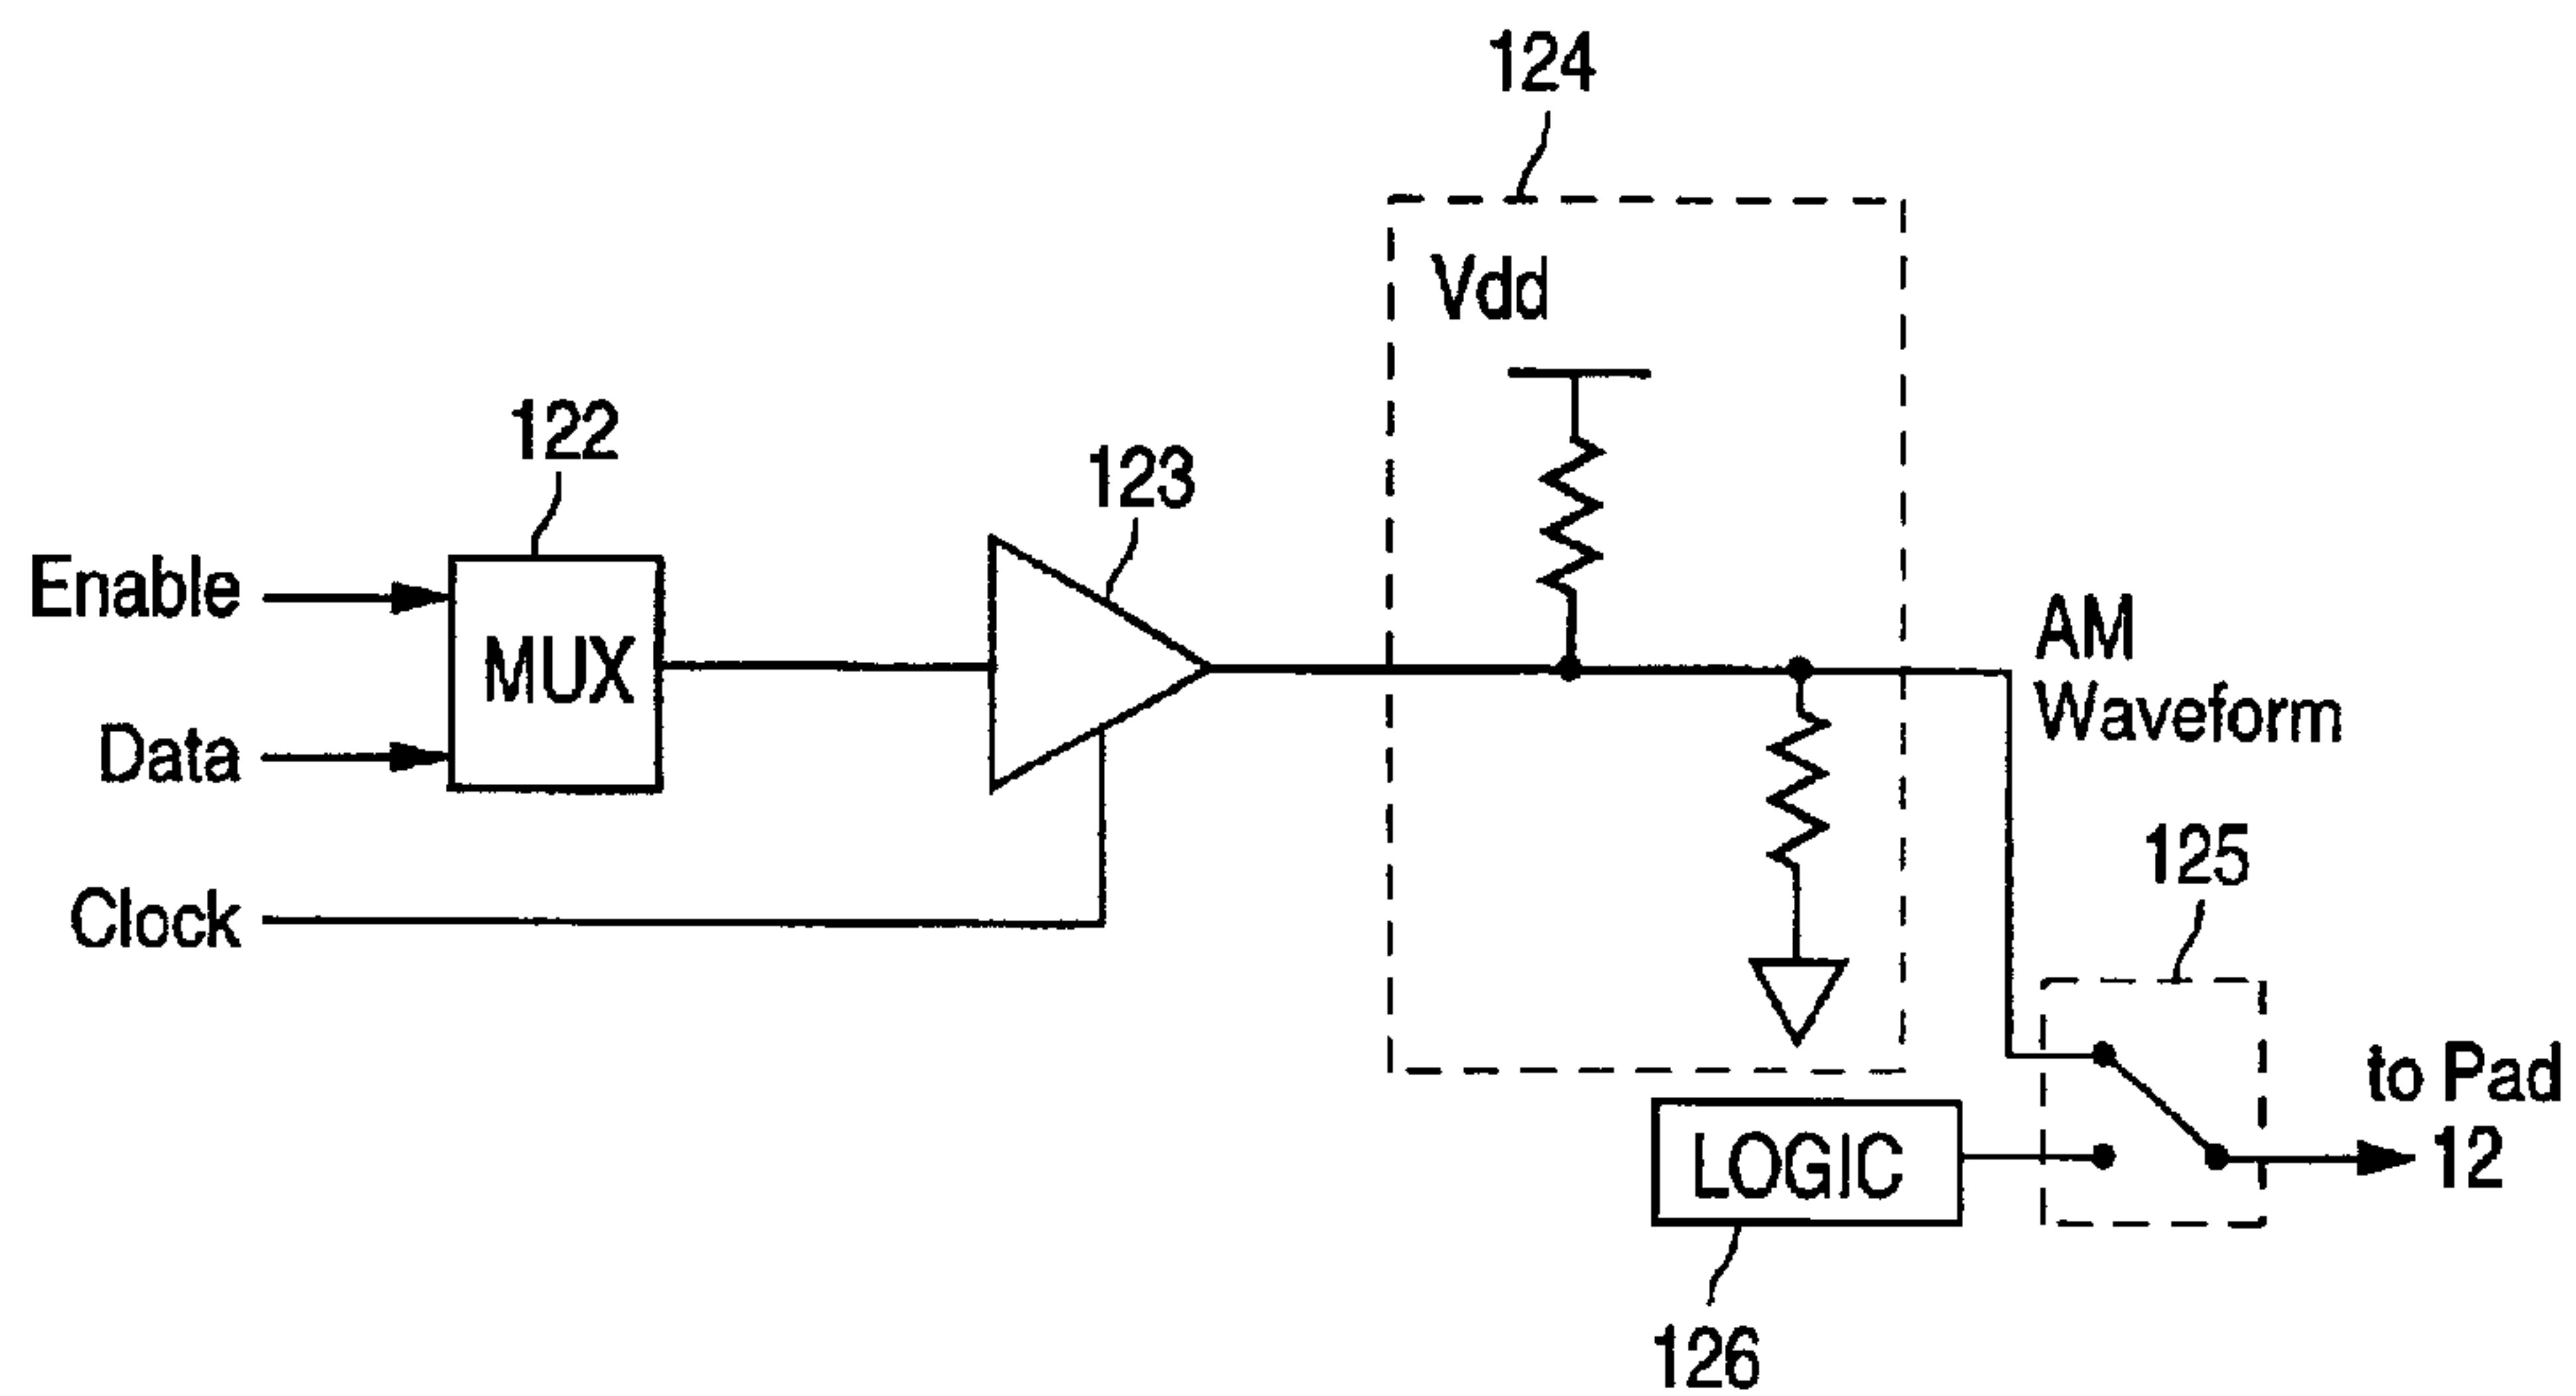 124
Vdd
122
123
Enable
MUX
AM
Waveform
Data
125
Clock
to Pad
12
LOGIC
126